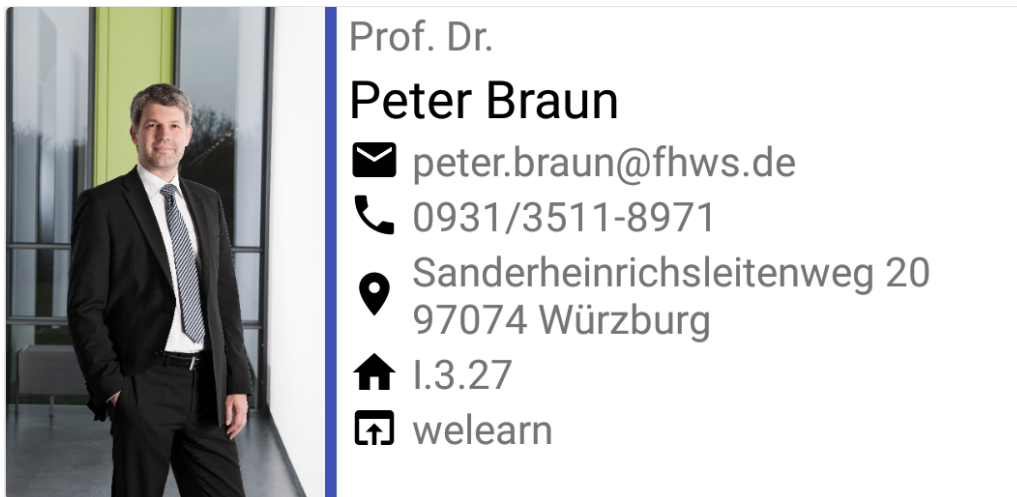 Prof. Dr.
Peter Braun
peter.braun@fhws.de
0931/3511-8971
Sanderheinrichsleitenweg 20
97074 Würzburg
I.3.27
welearn